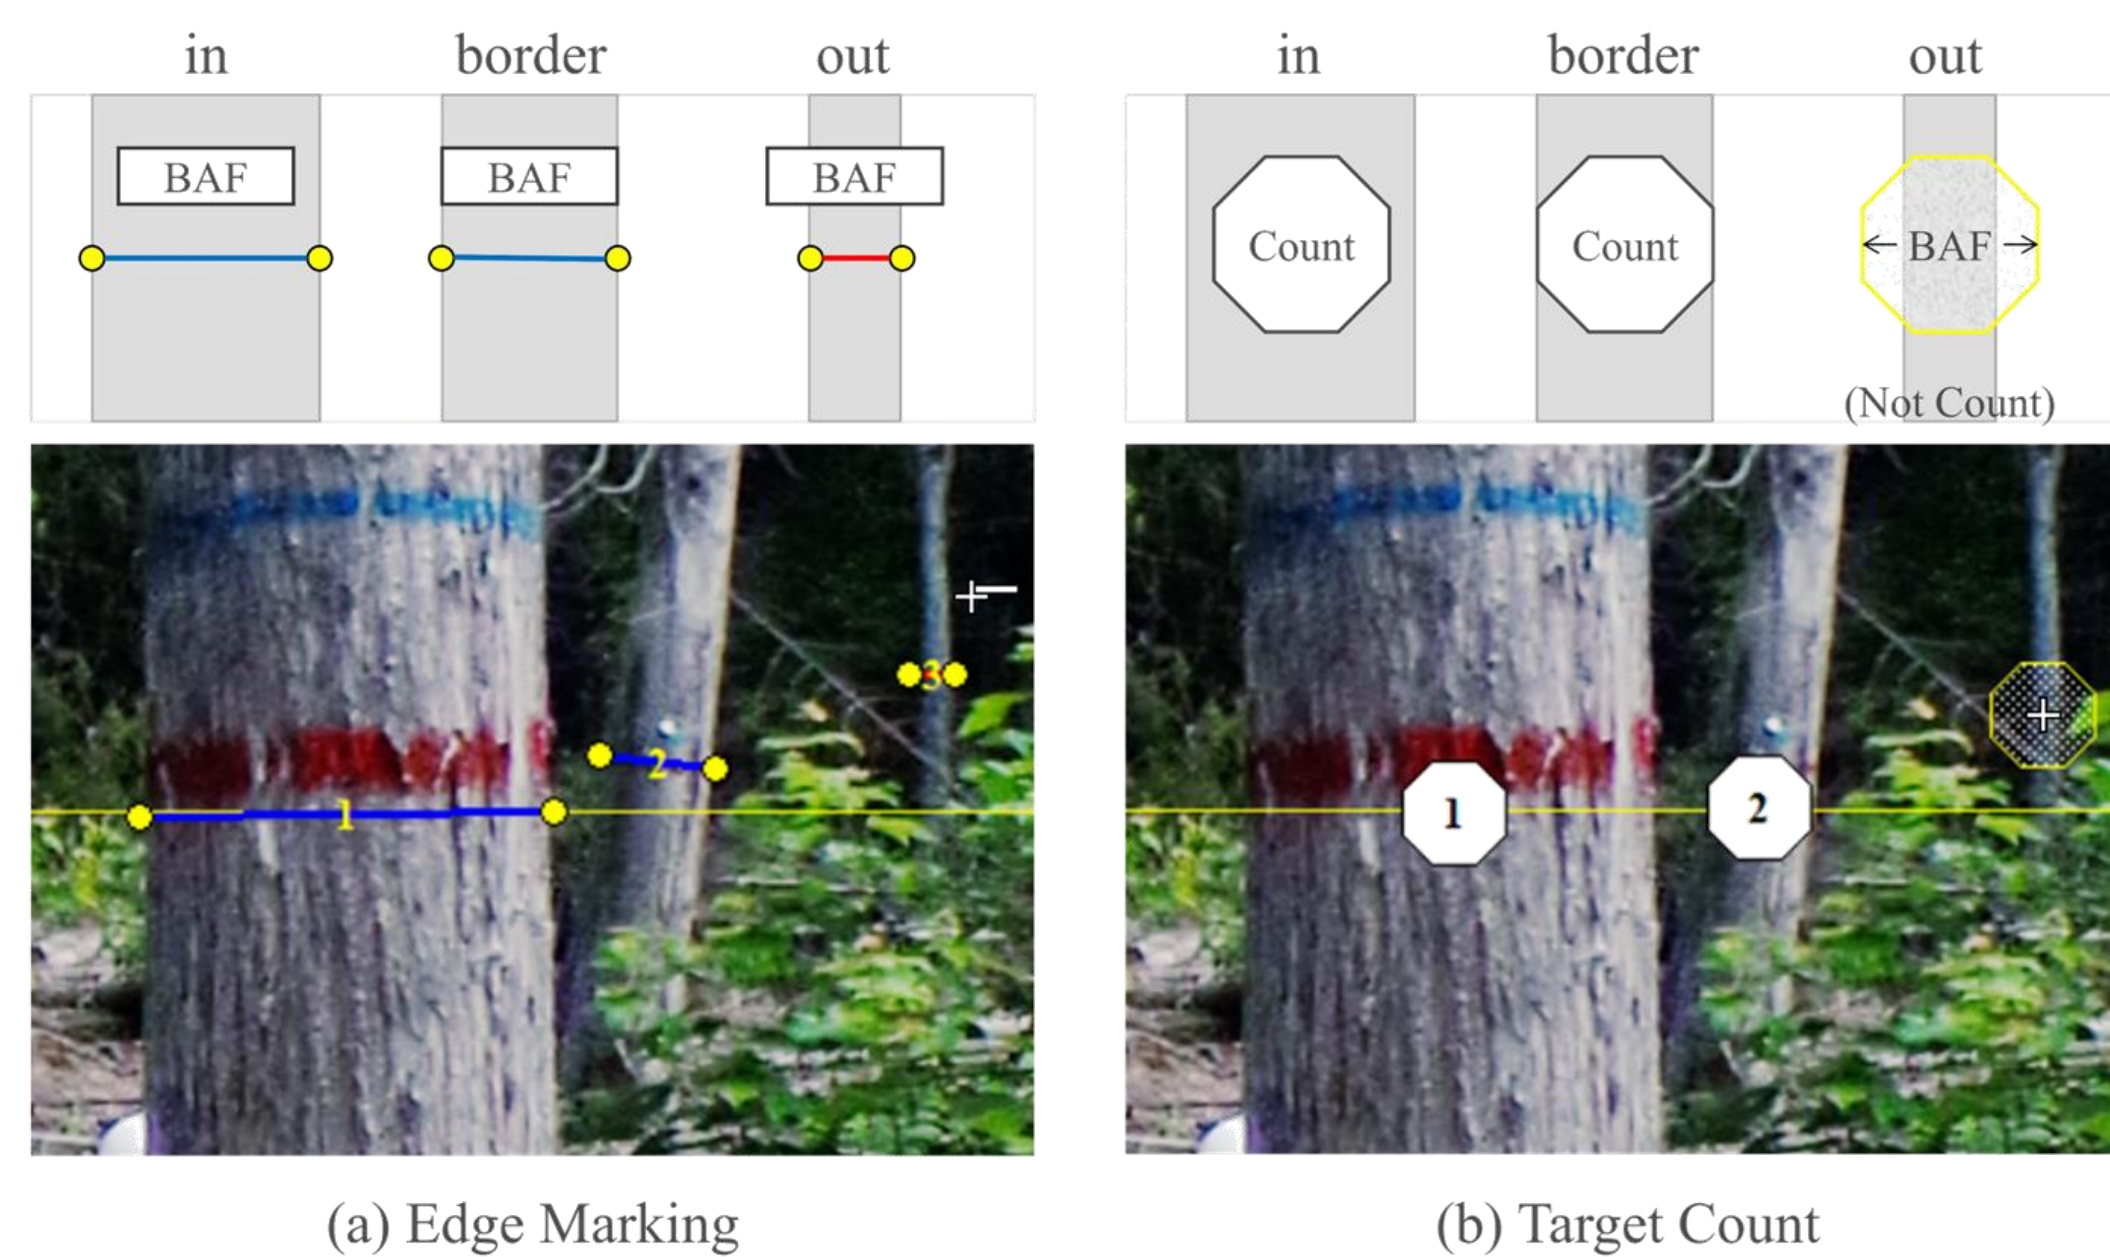 in border out
BAF BAF BAF
1
2
3
(a) Edge Marking
in border out
Count Count BAF
(Not Count)
1 2
(b) Target Count